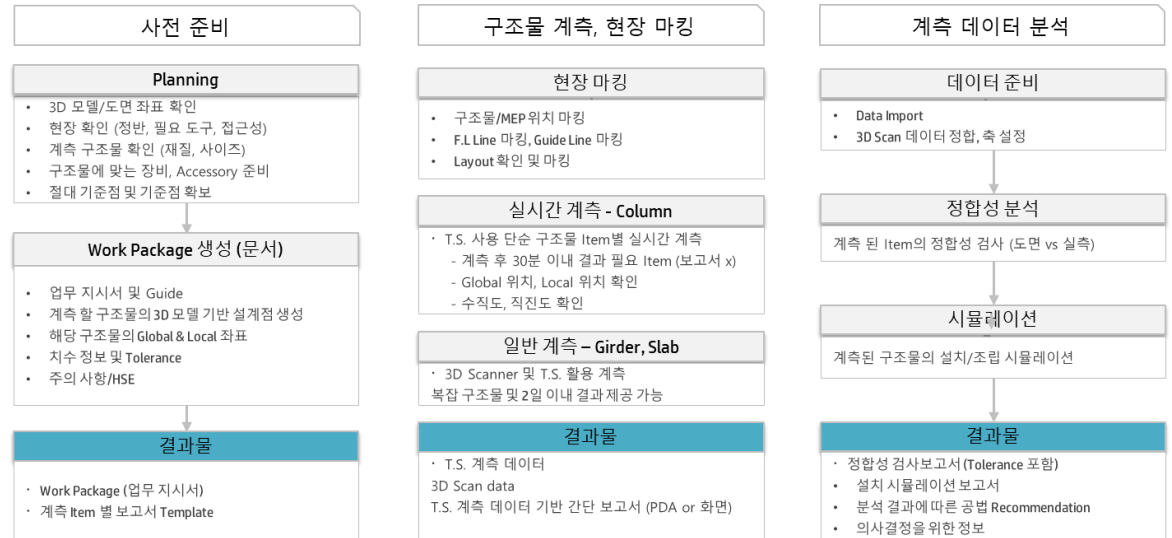 사전 준비
Planning
• 3D 모델/도면 좌표 확인
• 현장 확인 (정반, 필요 도구, 접근성)
• 계측 구조물 확인 (재질, 사이즈)
• 구조물에 맞는 장비, Accessory 준비
• 절대 기준점 및 기준점 확보
Work Package 생성 (문서)
• 업무 지시서 및 Guide
• 계측 할 구조물의 3D 모델 기반 설계점 생성
• 해당 구조물의 Global & Local 좌표
• 치수 정보 및 Tolerance
• 주의 사항/HSE
결과물
· Work Package (업무 지시서)
· 계측 Item 별 보고서 Template
구조물 계측, 현장 마킹
현장 마킹
• 구조물/MEP 위치 마킹
• F.L Line 마킹, Guide Line 마킹
• Layout 확인 및 마킹
실시간 계측 - Column
· T.S. 사용 단순 구조물 Item별 실시간 계측
- 계측 후 30분 이내 결과 필요 Item (보고서 x)
- Global 위치, Local 위치 확인
- 수직도, 직진도 확인
일반 계측 – Girder, Slab
· 3D Scanner 및 T.S. 활용 계측
복잡 구조물 및 2일 이내 결과 제공 가능
결과물
· T.S. 계측 데이터
3D Scan data
T.S. 계측 데이터 기반 간단 보고서 (PDA or 화면)
계측 데이터 분석
데이터 준비
• Data Import
• 3D Scan 데이터 정합, 축 설정
정합성 분석
계측 된 Item의 정합성 검사 (도면 vs 실측)
시뮬레이션
계측된 구조물의 설치/조립 시뮬레이션
결과물
· 정합성 검사보고서 (Tolerance 포함)
• 설치 시뮬레이션 보고서
• 분석 결과에 따른 공법 Recommendation
• 의사결정을 위한 정보